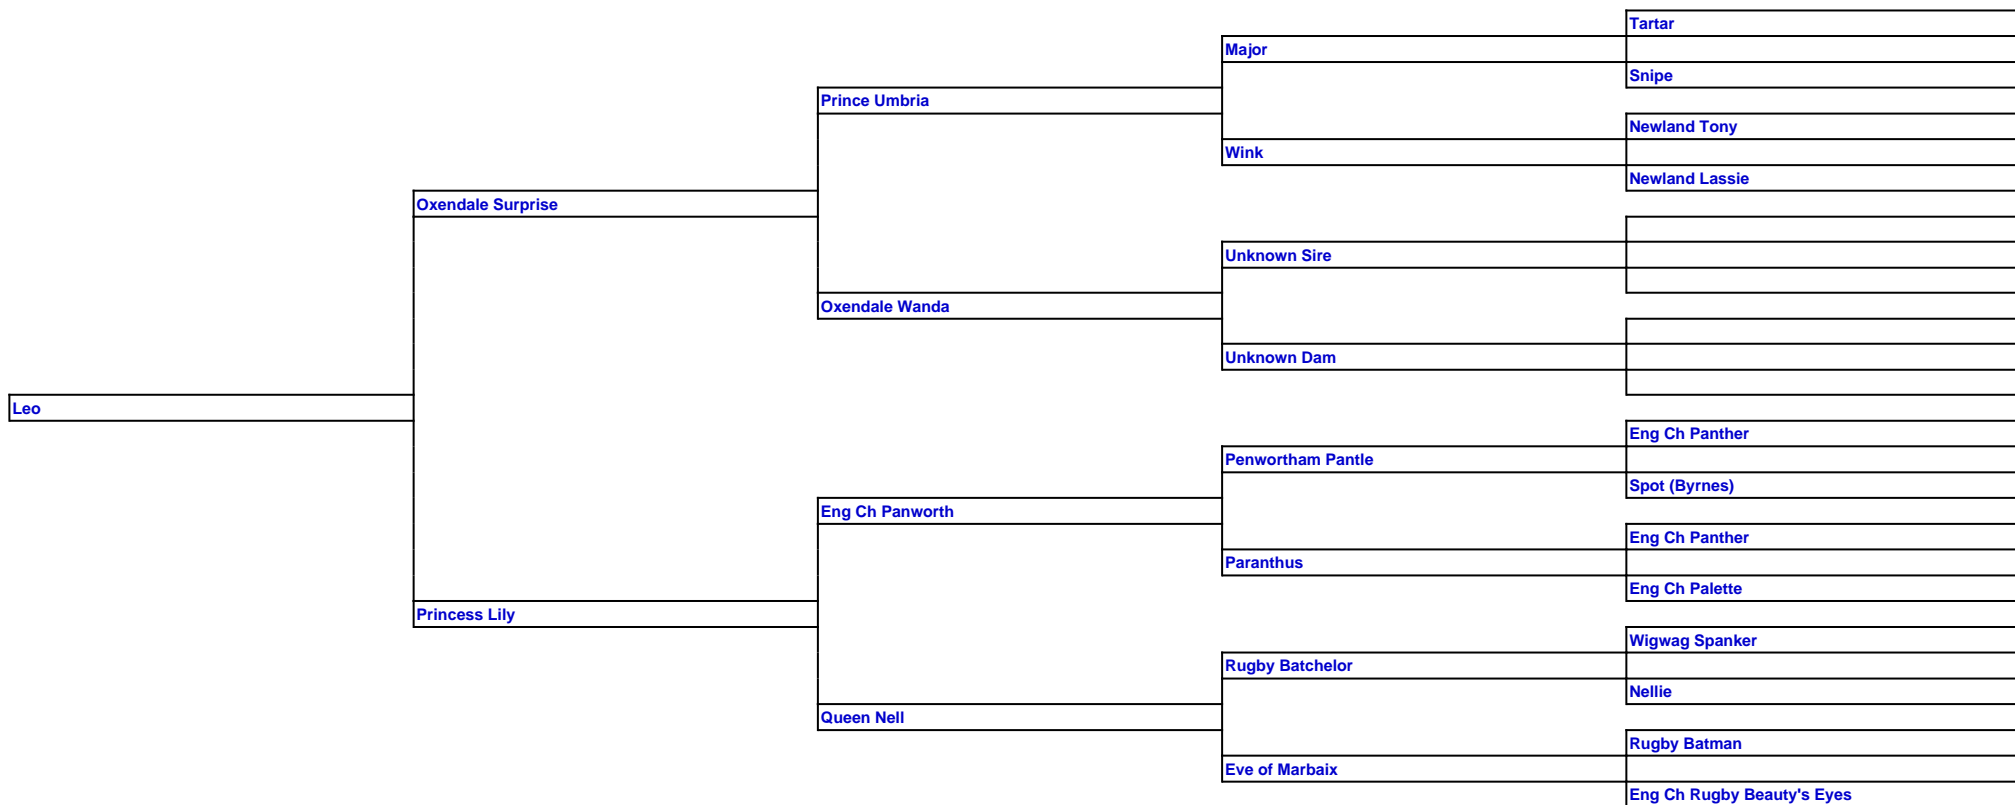 Tartar
Major
Snipe
Prince Umbria
Newland Tony
Wink
Newland Lassie
Oxendale Surprise
Unknown Sire
Oxendale Wanda
Unknown Dam
Leo
Eng Ch Panther
Penwortham Pantle
Spot (Byrnes)
Eng Ch Panworth
Eng Ch Panther
Paranthus
Eng Ch Palette
Princess Lily
Wigwag Spanker
Rugby Batchelor
Nellie
Queen Nell
Rugby Batman
Eve of Marbaix
Eng Ch Rugby Beauty's Eyes